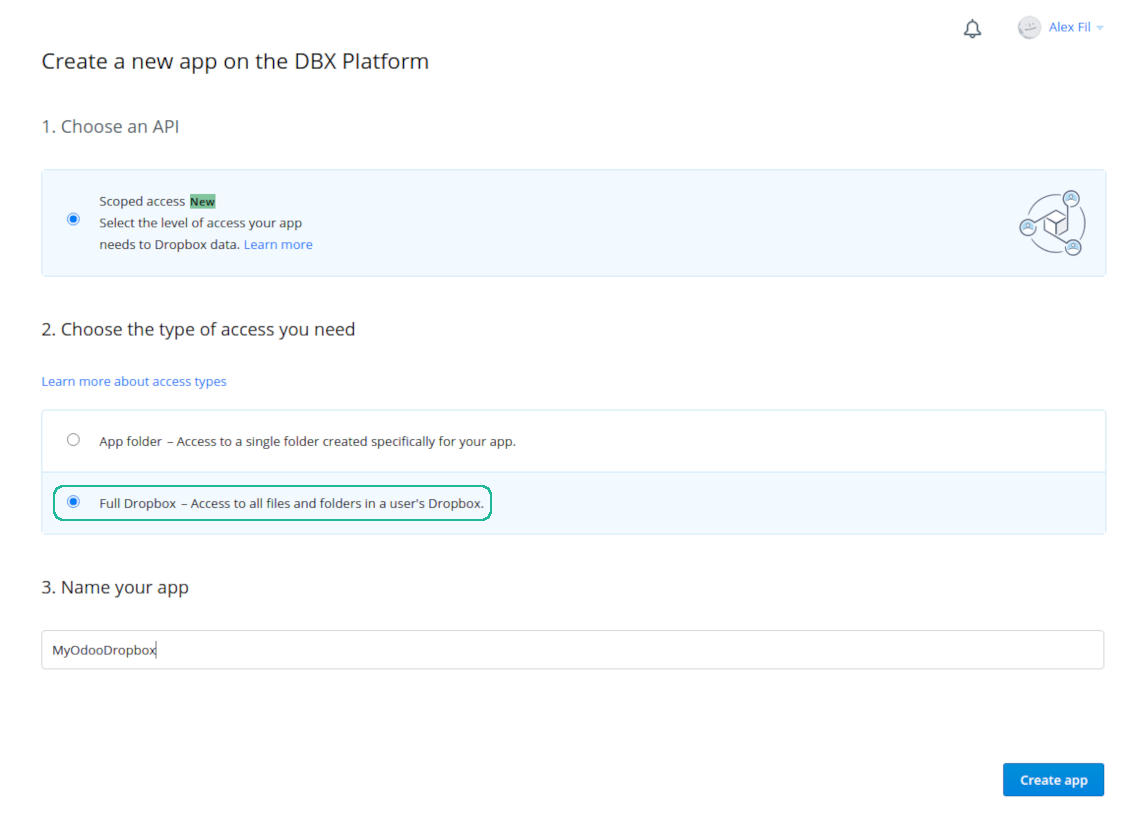 Alex Fil
Create a new app on the DBX Platform
1. Choose an API
Scoped access New
Select the level of access your app
needs to Dropbox data. Learn more
2. Choose the type of access you need
Learn more about access types
App folder – Access to a single folder created specifically for your app.
Full Dropbox – Access to all files and folders in a user's Dropbox.
3. Name your app
MyOdooDropbox
Create app